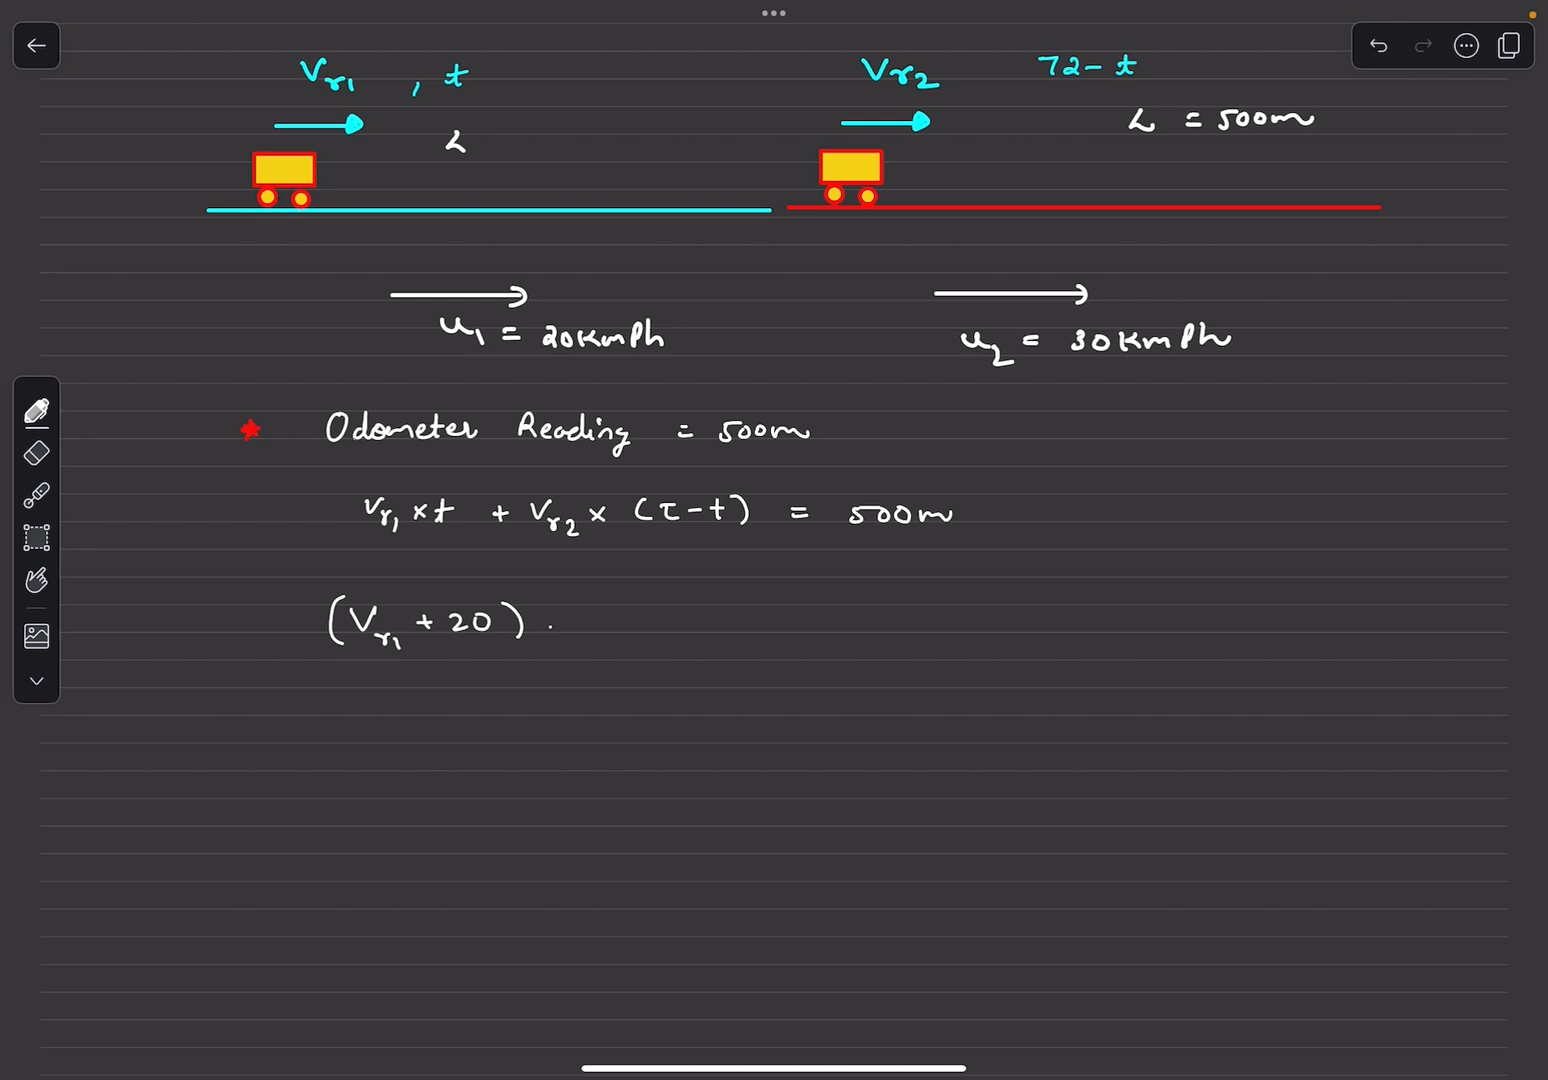 Vr1 , t Vr2 72 - t
L L = 500m
u1 = 20KmPh u2 = 30KmPh
* Odometer Reading = 500m
Vr1 × t + Vr2 × (τ - t) = 500m
(Vr1 + 20) .